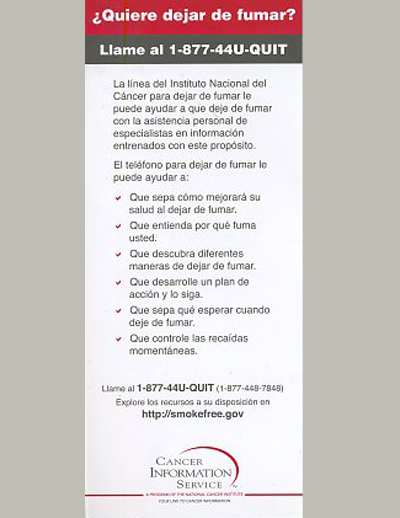 ¿Quiere dejar de fumar?
Llame al 1-877-44U-QUIT
La línea del Instituto Nacional del
Cáncer para dejar de fumar le
puede ayudar a que deje de fumar
con la asistencia personal de
especialistas en información
entrenados con este propósito.
El teléfono para dejar de fumar le
puede ayudar a:
Que sepa cómo mejorará su
salud al dejar de fumar.
Que entienda por qué fuma
usted.
Que descubra diferentes
maneras de dejar de fumar.
Que desarrolle un plan de
acción y lo siga.
Que sepa qué esperar cuando
deje de fumar.
Que controle las recaídas
momentáneas.
Llame al 1-877-44U-QUIT (1-877-448-7848)
Explore los recursos a su disposición en
http://smokefree.gov
CANCER
INFORMATION
SERVICE
A PROGRAM OF THE NATIONAL CANCER INSTITUTE
YOUR LINK TO CANCER INFORMATION